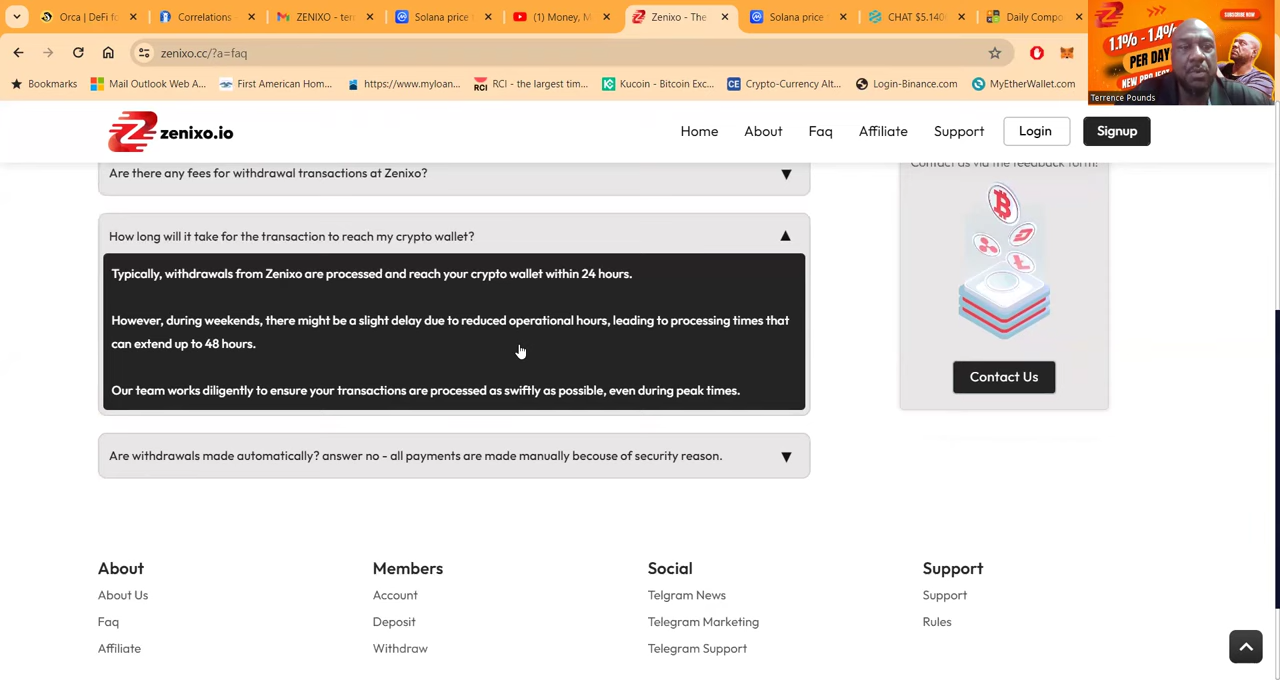 Orca | DeFi fo
Correlations
ZENIXO - terr
Solana price
(1) Money, M
Zenixo - The
Solana price
CHAT $5.140
Daily Compo
zenixo.cc/?a=faq
Bookmarks
Mail Outlook Web A...
First American Hom...
https://www.myloan...
RCI - the largest tim...
Kucoin - Bitcoin Exc...
Crypto-Currency Alt...
Login-Binance.com
MyEtherWallet.com
SUBSCRIBE NOW
1.1% - 1.4%
PER DAY
NEW PROJECT
Terrence Pounds
zenixo.io
Home
About
Faq
Affiliate
Support
Login
Signup
Are there any fees for withdrawal transactions at Zenixo?
Contact us via the feedback form!
How long will it take for the transaction to reach my crypto wallet?
Typically, withdrawals from Zenixo are processed and reach your crypto wallet within 24 hours.
However, during weekends, there might be a slight delay due to reduced operational hours, leading to processing times that
can extend up to 48 hours.
Our team works diligently to ensure your transactions are processed as swiftly as possible, even during peak times.
Contact Us
Are withdrawals made automatically? answer no - all payments are made manually becouse of security reason.
About
Members
Social
Support
About Us
Account
Telgram News
Support
Faq
Deposit
Telegram Marketing
Rules
Affiliate
Withdraw
Telegram Support